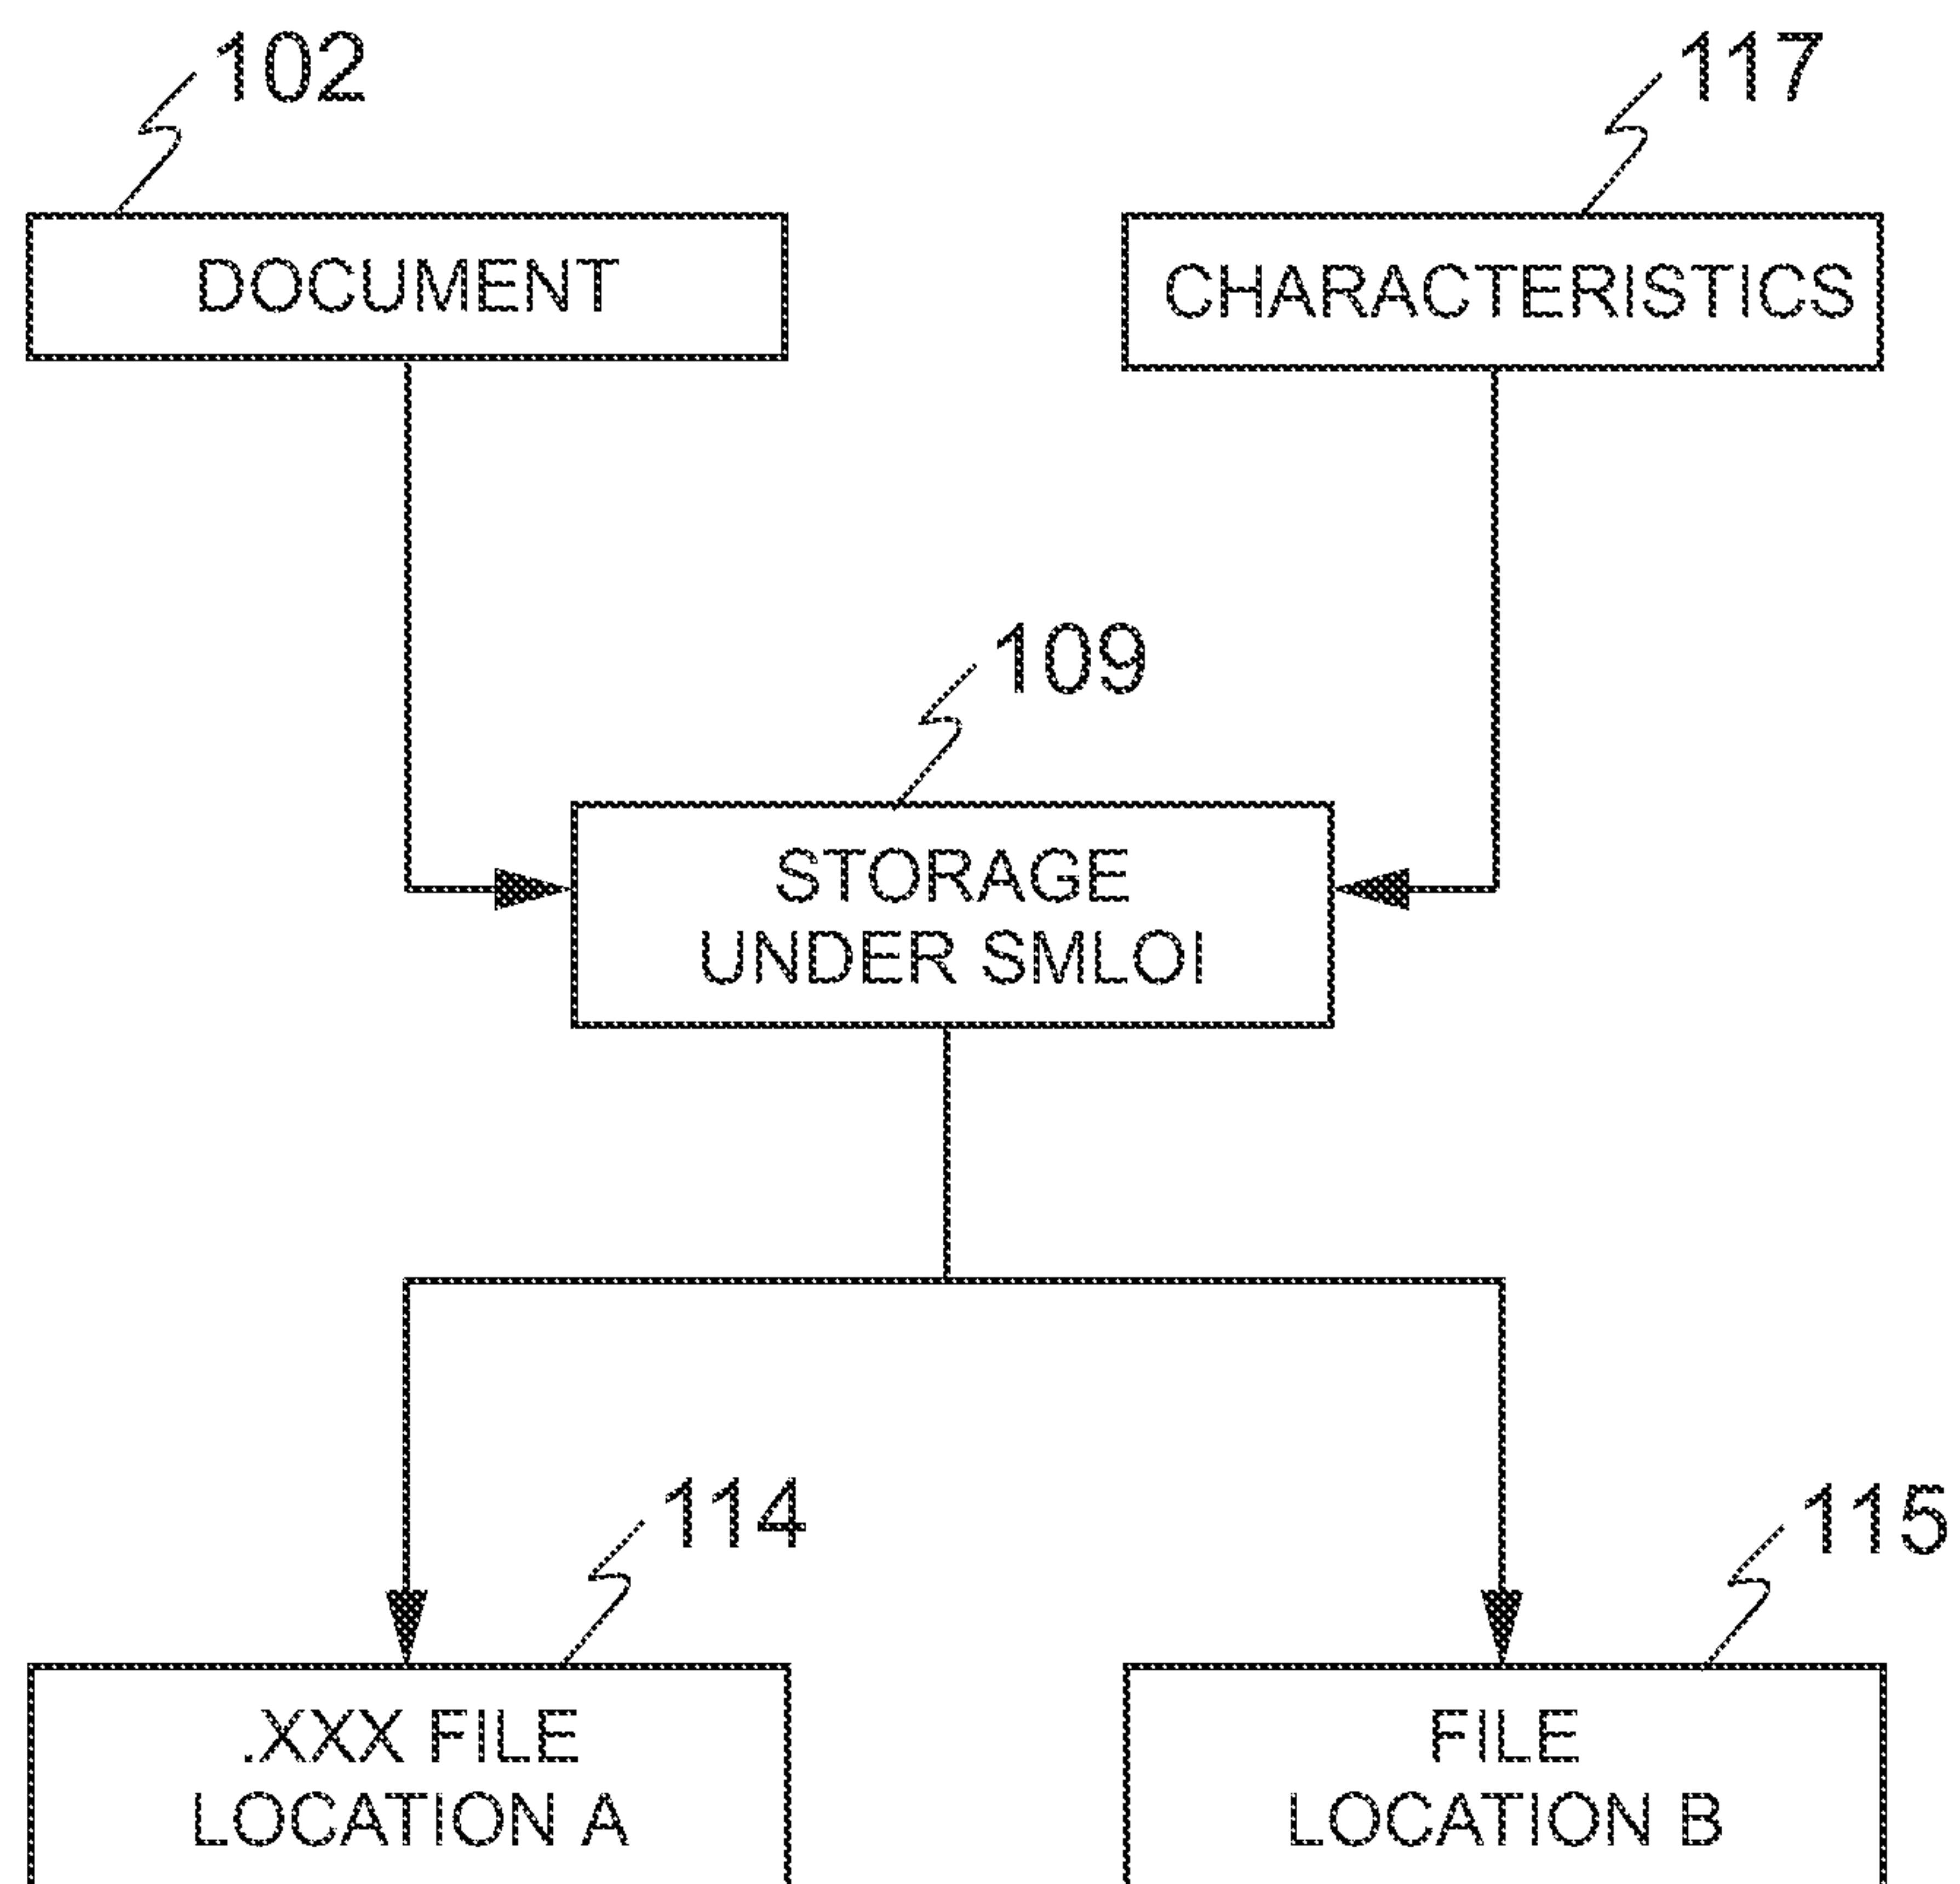 102
117
DOCUMENT
CHARACTERISTICS
109
STORAGE
UNDER SMLOI
114
115
.XXX FILE
LOCATION A
FILE
LOCATION B